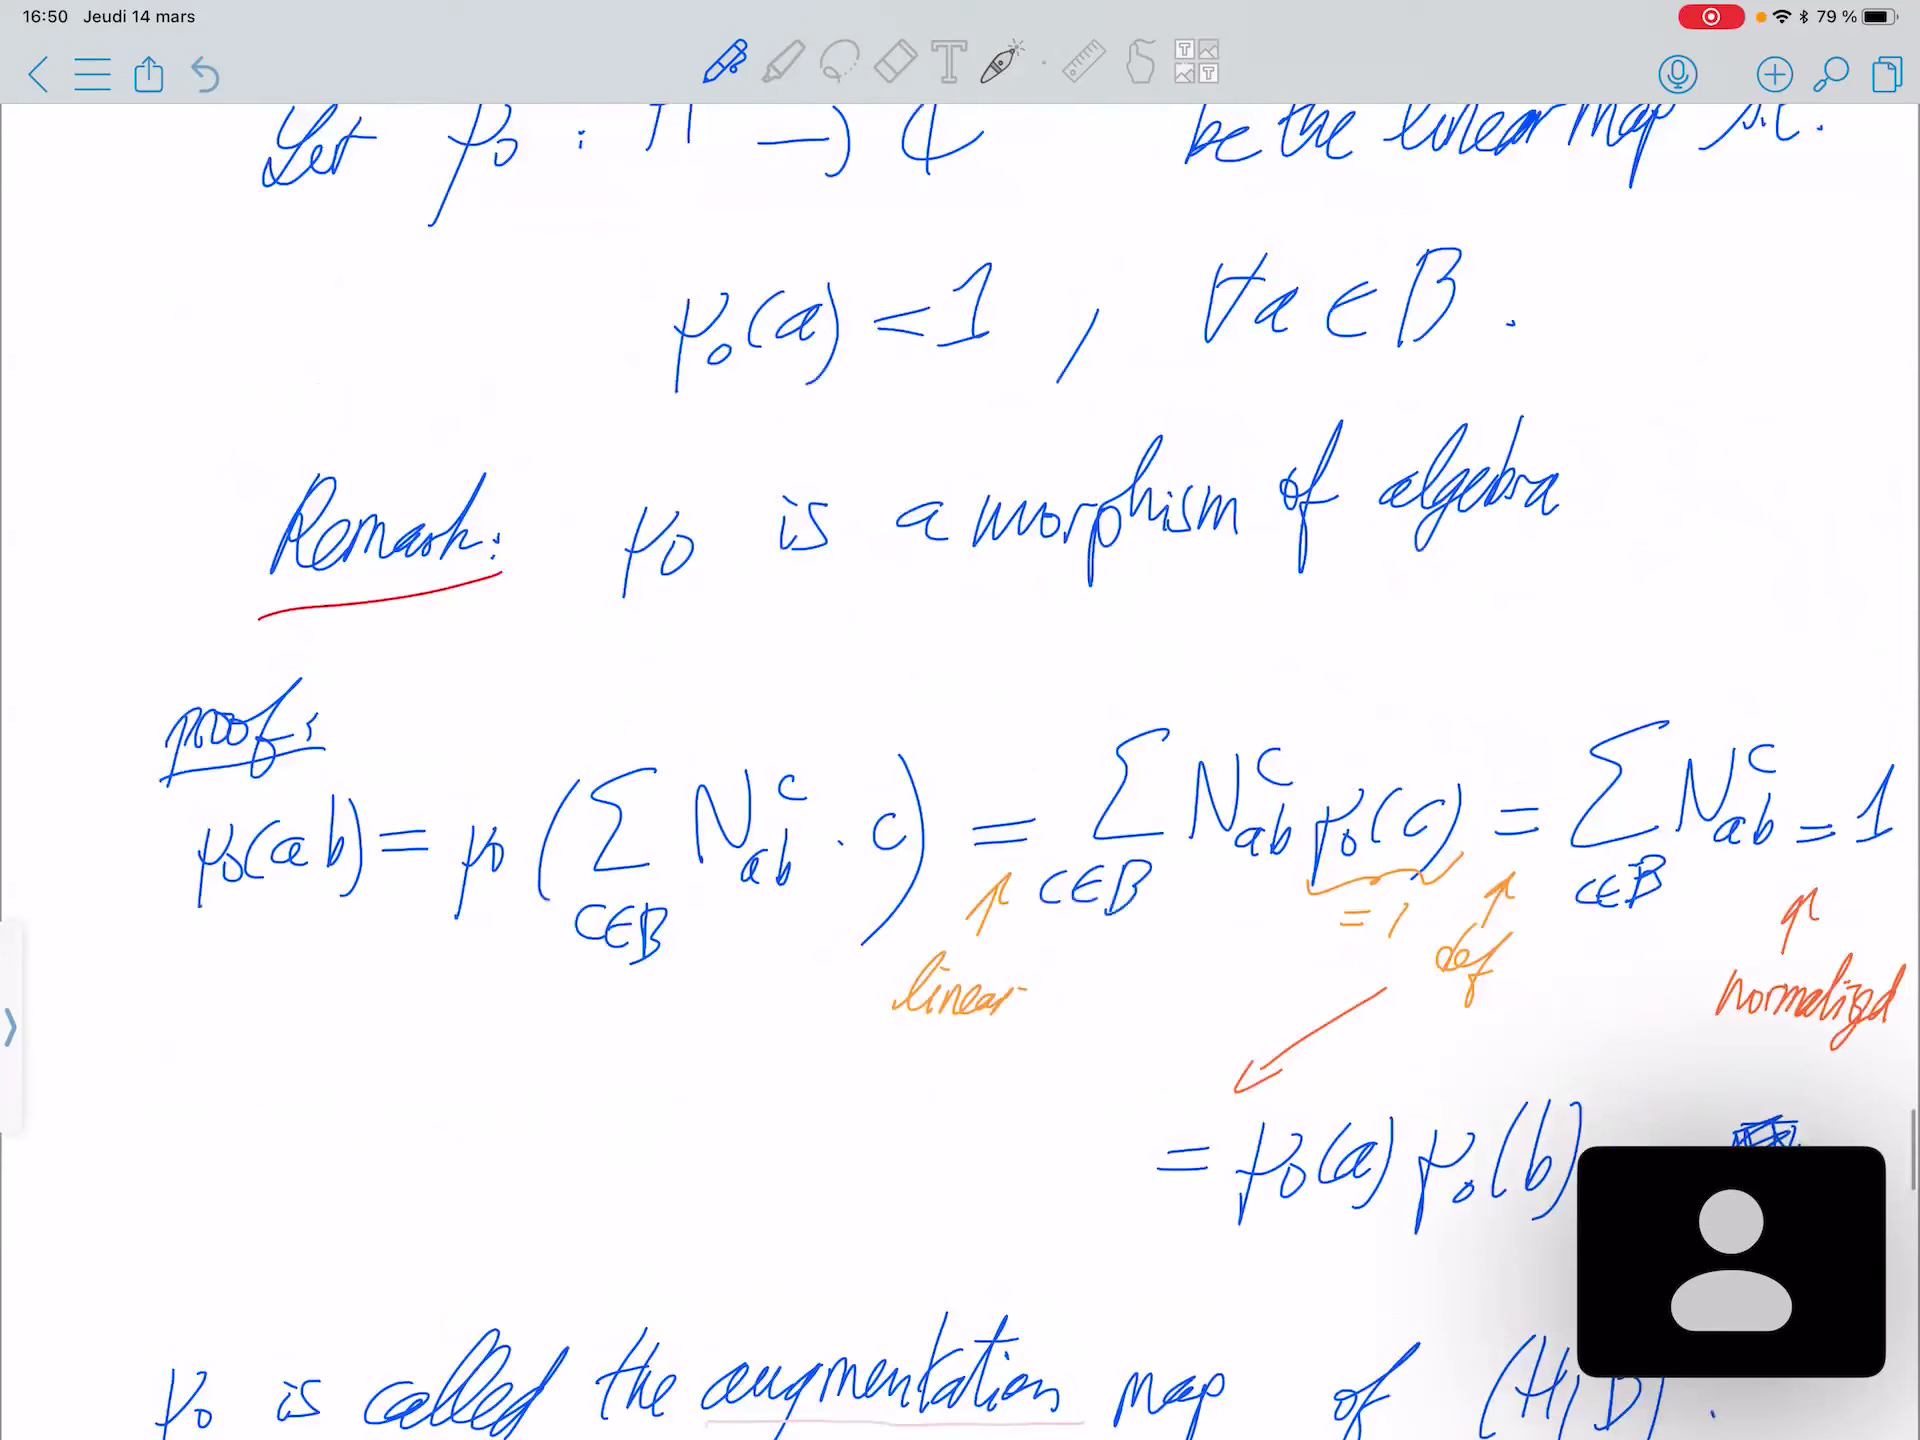 16:50 Jeudi 14 mars 79 %
Let μ₀ : H → ℂ be the linear map s.t.
μ₀(a) = 1 , ∀a ∈ B .
Remark: μ₀ is a morphism of algebra
proof:
μ₀(ab) = μ₀ ( ∑_{c∈B} N_{ab}^c . c ) = ∑_{c∈B} N_{ab}^c μ₀(c) = ∑_{c∈B} N_{ab}^c = 1
= 1
linear def normalized
= μ₀(a) μ₀(b)
μ₀ is called the augmentation map of (H, B) .